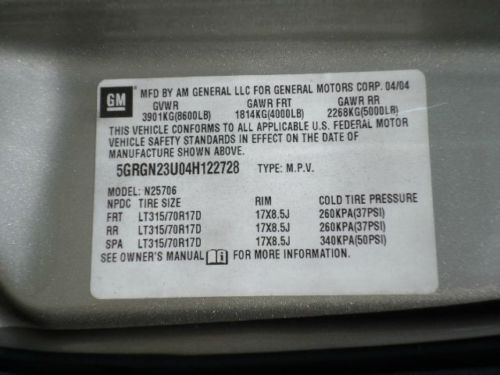 GM
MFD BY AM GENERAL LLC FOR GENERAL MOTORS CORP. 04/04
GVWR GAWR FRT GAWR RR
3901KG(8600LB) 1814KG(4000LB) 2268KG(5000LB)
THIS VEHICLE CONFORMS TO ALL APPLICABLE U.S. FEDERAL MOTOR
VEHICLE SAFETY STANDARDS IN EFFECT ON THE DATE OF
MANUFACTURE SHOWN ABOVE.
5GRGN23U04H122728 TYPE: M.P.V.
MODEL: N25706
NPDC TIRE SIZE RIM COLD TIRE PRESSURE
FRT LT315/70R17D 17X8.5J 260KPA(37PSI)
RR LT315/70R17D 17X8.5J 260KPA(37PSI)
SPA LT315/70R17D 17X8.5J 340KPA(50PSI)
SEE OWNER'S MANUAL FOR MORE INFORMATION.